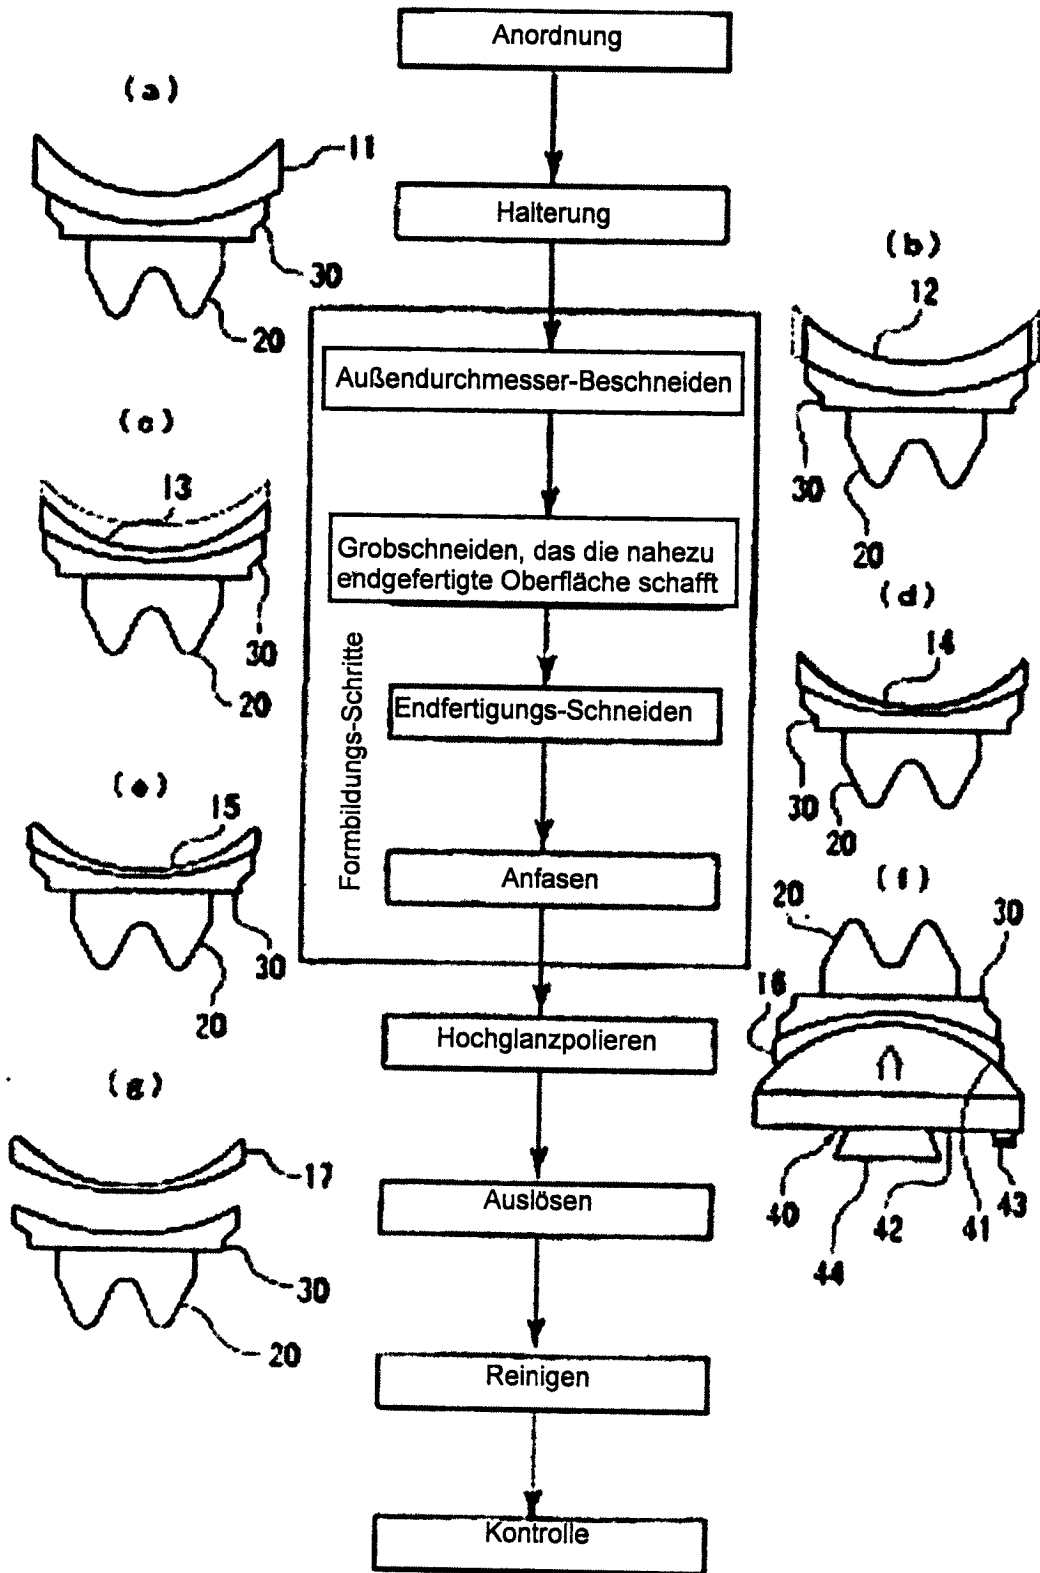 Anordnung
(a)
11
Halterung
30
20
(b)
12
Außendurchmesser-Beschneiden
30
20
(c)
13
Grobschneiden, das die nahezu
endgefertigte Oberfläche schafft
30
20
(d)
14
Formbildungs-Schritte
Endfertigungs-Schneiden
30
20
(e)
15
Anfasen
30
20
(f)
20
30
16
Hochglanzpolieren
40
42
41
43
44
(g)
17
Auslösen
30
20
Reinigen
Kontrolle